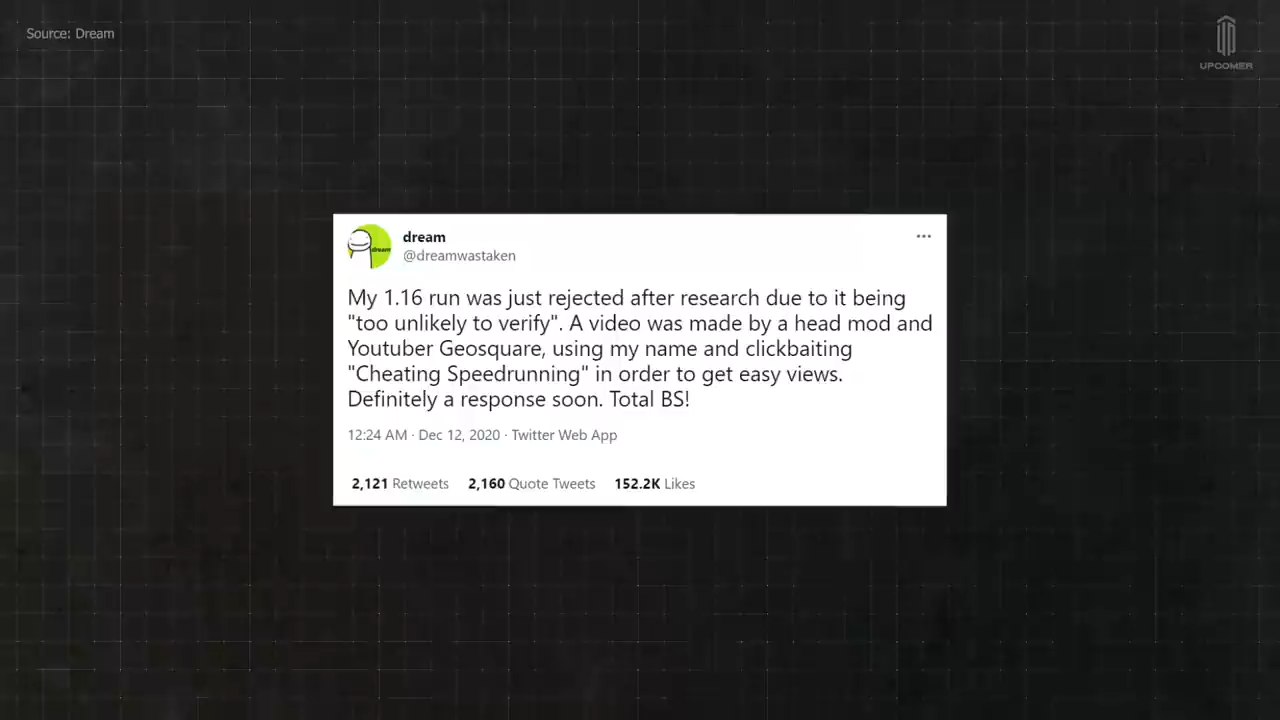 Source: Dream
UPCOMER
dream
@dreamwastaken
My 1.16 run was just rejected after research due to it being
"too unlikely to verify". A video was made by a head mod and
Youtuber Geosquare, using my name and clickbaiting
"Cheating Speedrunning" in order to get easy views.
Definitely a response soon. Total BS!
12:24 AM · Dec 12, 2020 · Twitter Web App
2,121 Retweets 2,160 Quote Tweets 152.2K Likes